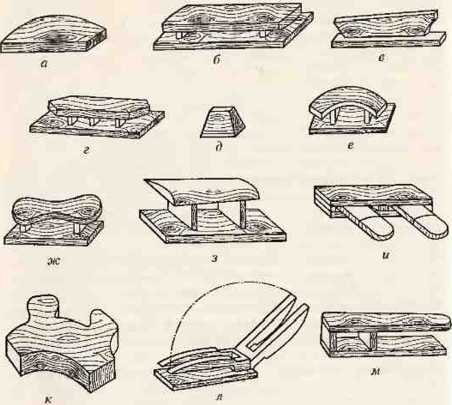 а б в
г д е
ж з и
к л м